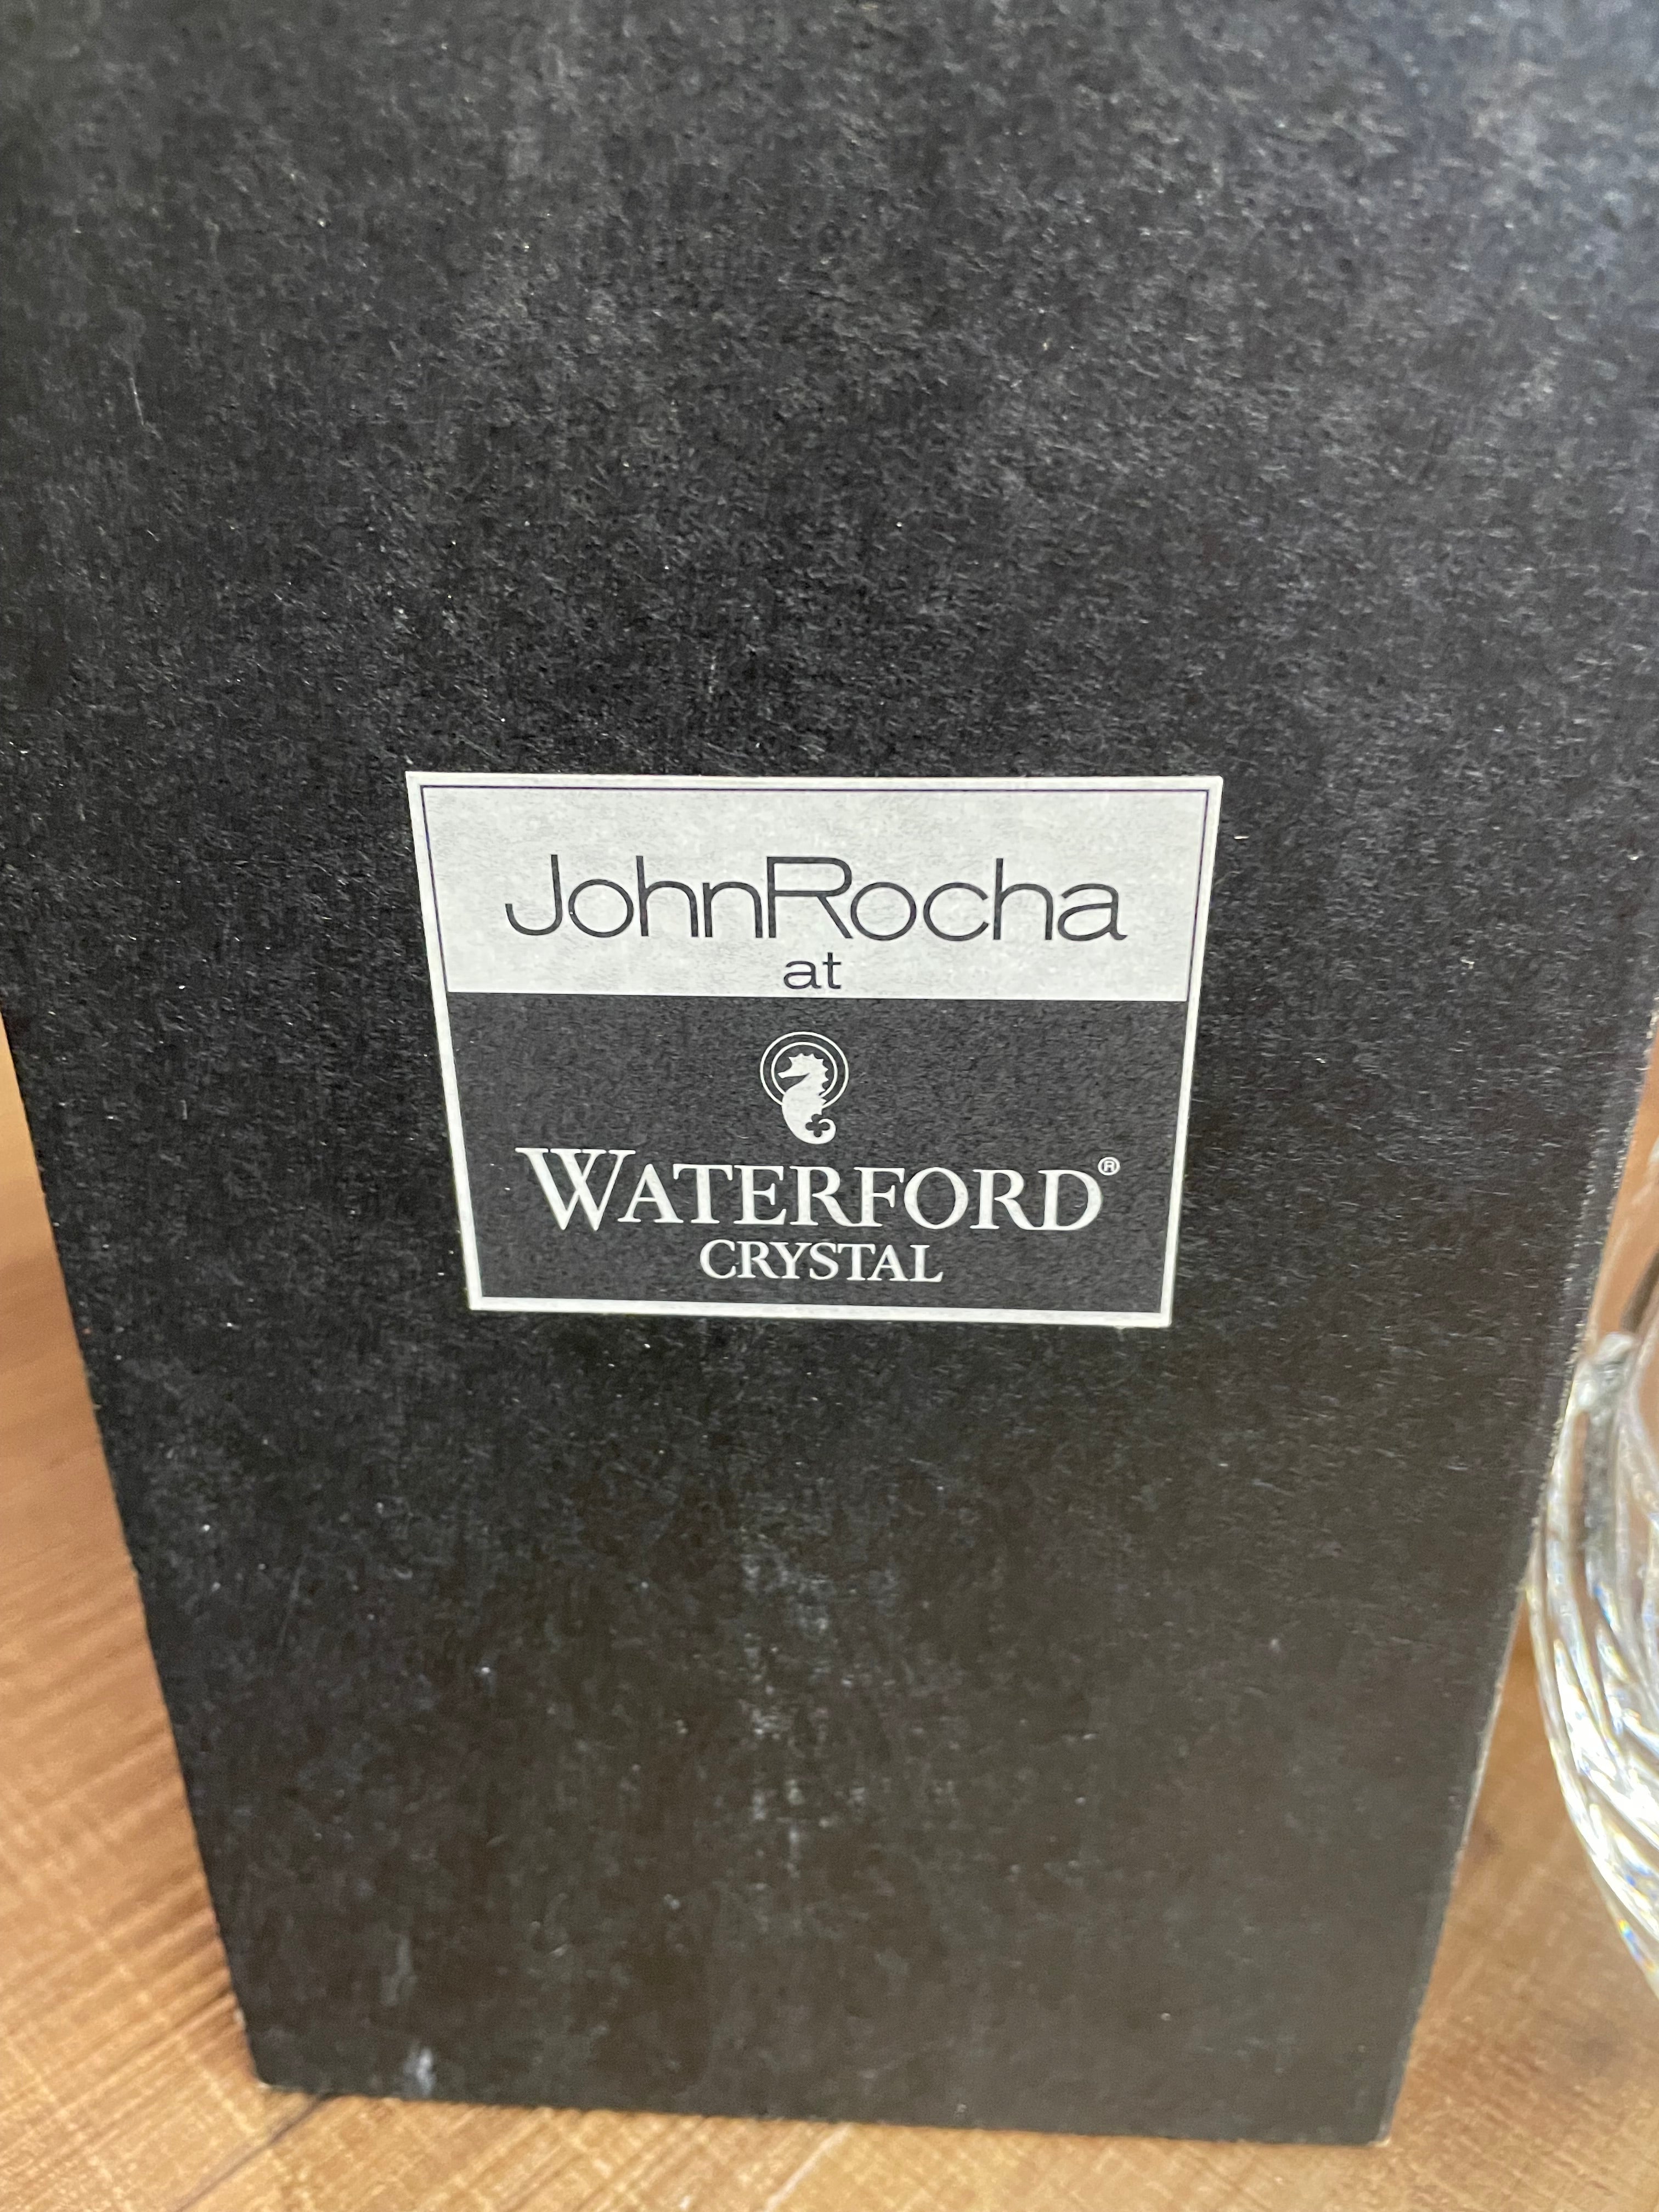 JohnRocha
at
WATERFORD®
CRYSTAL